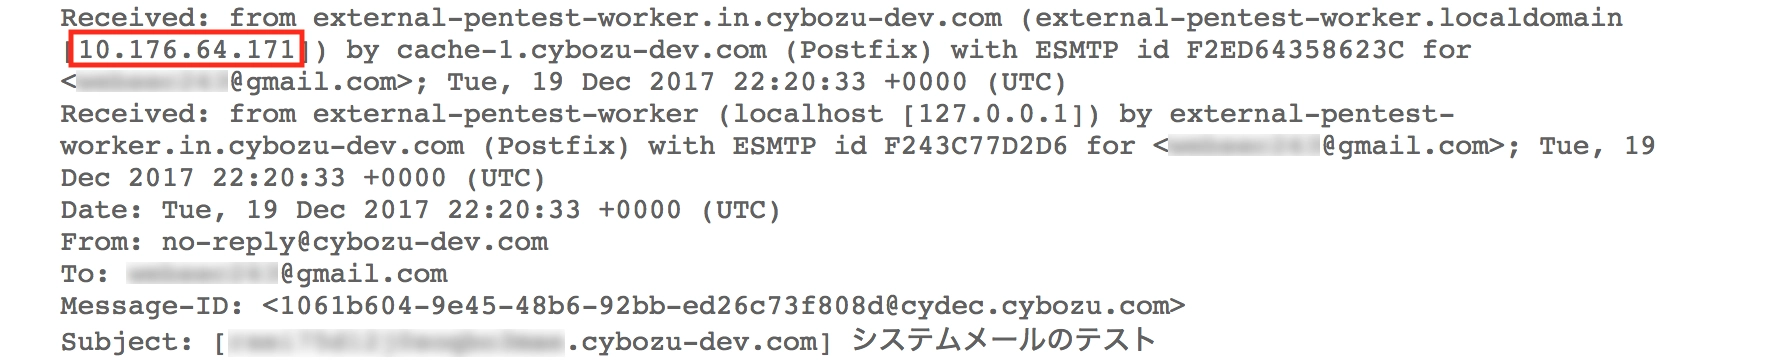 Received: from external-pentest-worker.in.cybozu-dev.com (external-pentest-worker.localdomain
[10.176.64.171]) by cache-1.cybozu-dev.com (Postfix) with ESMTP id F2ED64358623C for
<@gmail.com>; Tue, 19 Dec 2017 22:20:33 +0000 (UTC)
Received: from external-pentest-worker (localhost [127.0.0.1]) by external-pentest-
worker.in.cybozu-dev.com (Postfix) with ESMTP id F243C77D2D6 for <@gmail.com>; Tue, 19
Dec 2017 22:20:33 +0000 (UTC)
Date: Tue, 19 Dec 2017 22:20:33 +0000 (UTC)
From: no-reply@cybozu-dev.com
To: @gmail.com
Message-ID: <1061b604-9e45-48b6-92bb-ed26c73f808d@cydec.cybozu.com>
Subject: [.cybozu-dev.com] システムメールのテスト